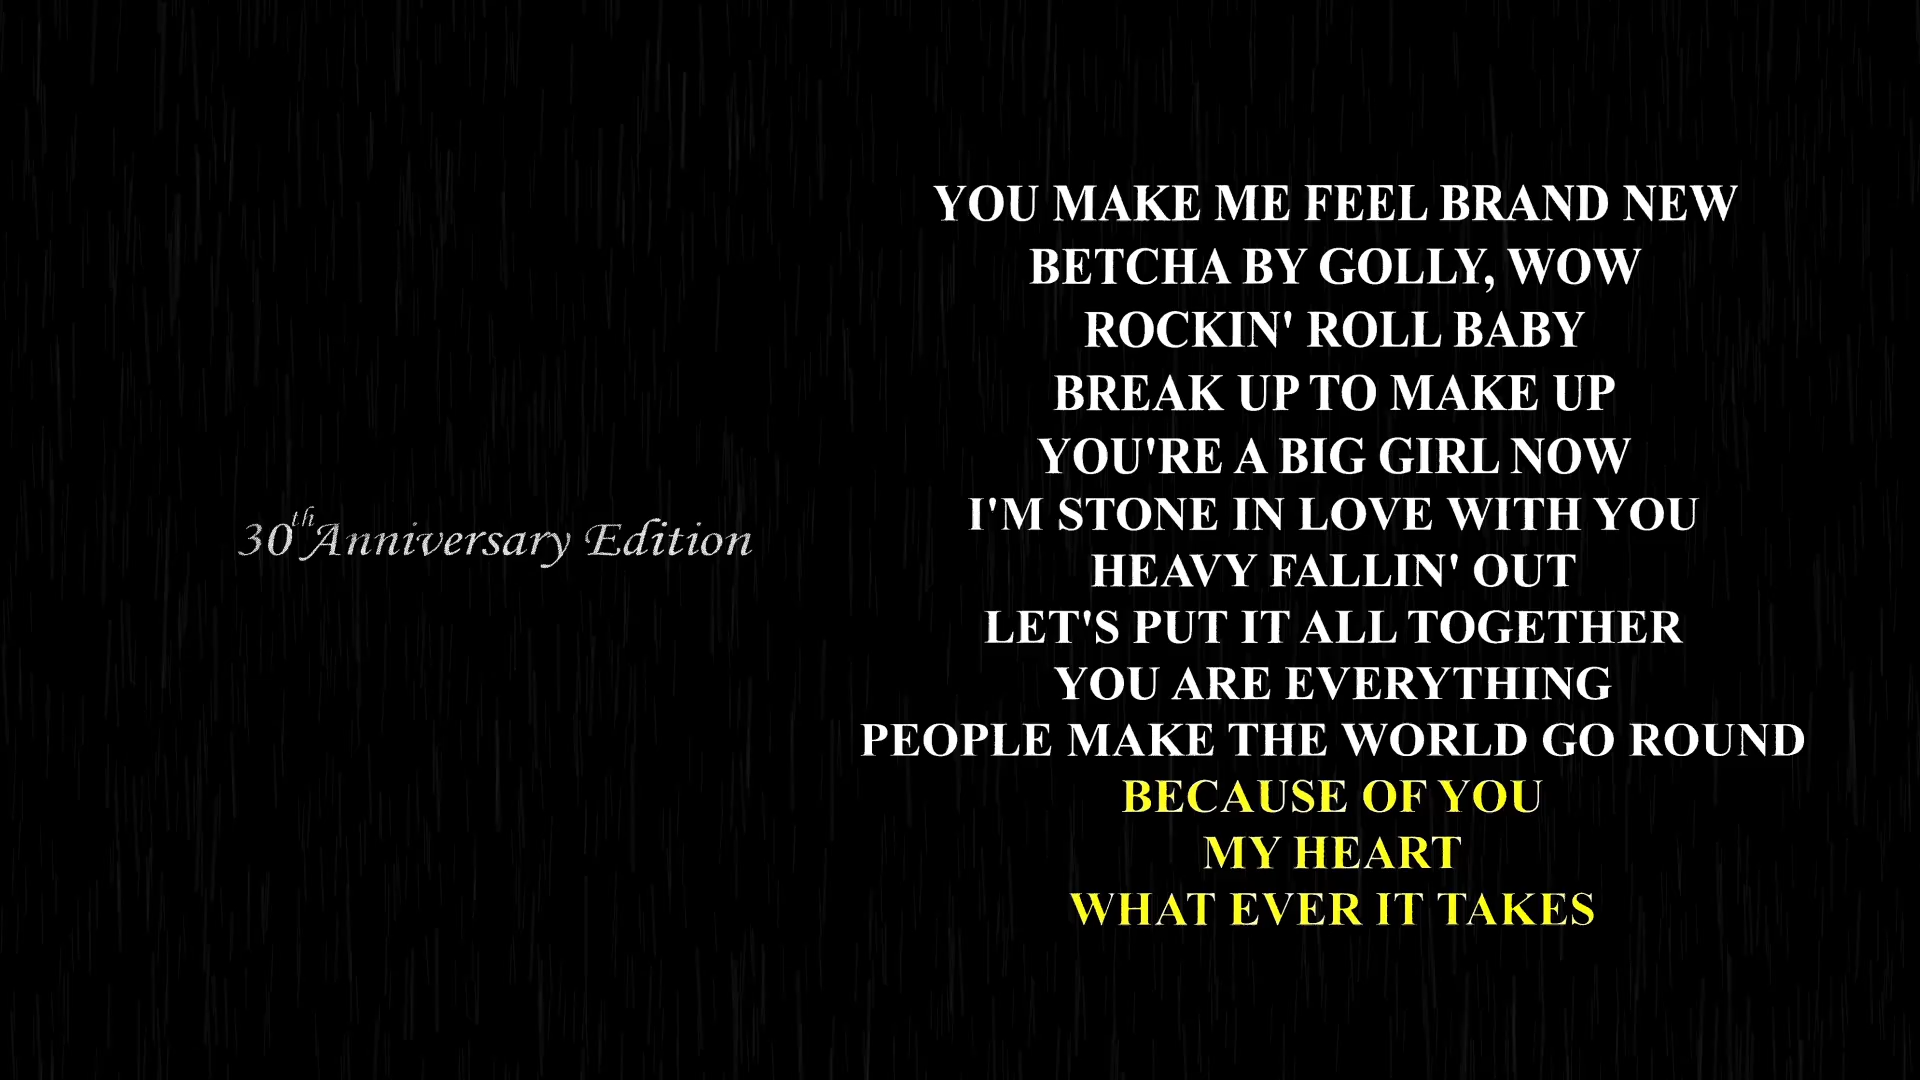 30th Anniversary Edition
YOU MAKE ME FEEL BRAND NEW
BETCHA BY GOLLY, WOW
ROCKIN' ROLL BABY
BREAK UP TO MAKE UP
YOU'RE A BIG GIRL NOW
I'M STONE IN LOVE WITH YOU
HEAVY FALLIN' OUT
LET'S PUT IT ALL TOGETHER
YOU ARE EVERYTHING
PEOPLE MAKE THE WORLD GO ROUND
BECAUSE OF YOU
MY HEART
WHAT EVER IT TAKES